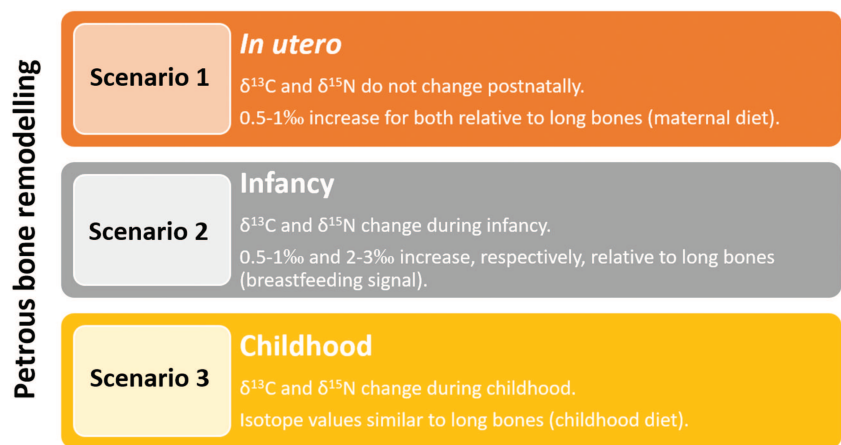 Petrous bone remodelling
Scenario 1
In utero
δ¹³C and δ¹⁵N do not change postnatally.
0.5-1‰ increase for both relative to long bones (maternal diet).
Scenario 2
Infancy
δ¹³C and δ¹⁵N change during infancy.
0.5-1‰ and 2-3‰ increase, respectively, relative to long bones
(breastfeeding signal).
Scenario 3
Childhood
δ¹³C and δ¹⁵N change during childhood.
Isotope values similar to long bones (childhood diet).